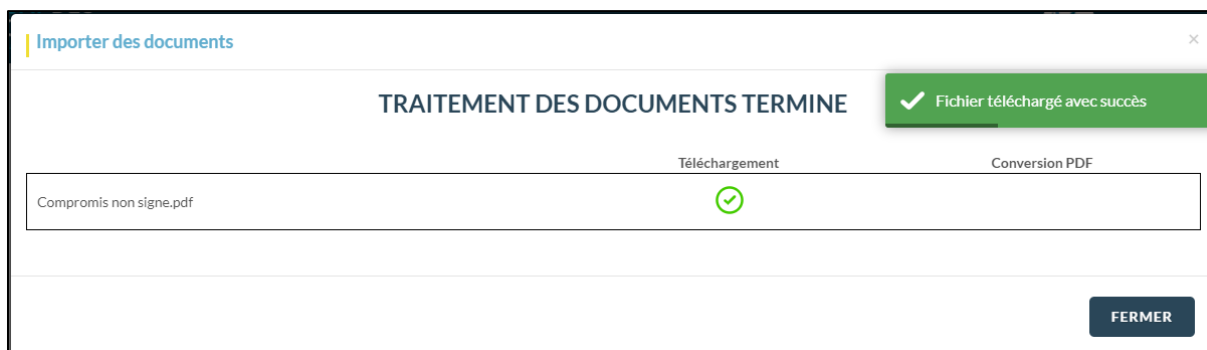 Importer des documents
×
TRAITEMENT DES DOCUMENTS TERMINE
Fichier téléchargé avec succès
Téléchargement Conversion PDF
Compromis non signe.pdf
FERMER